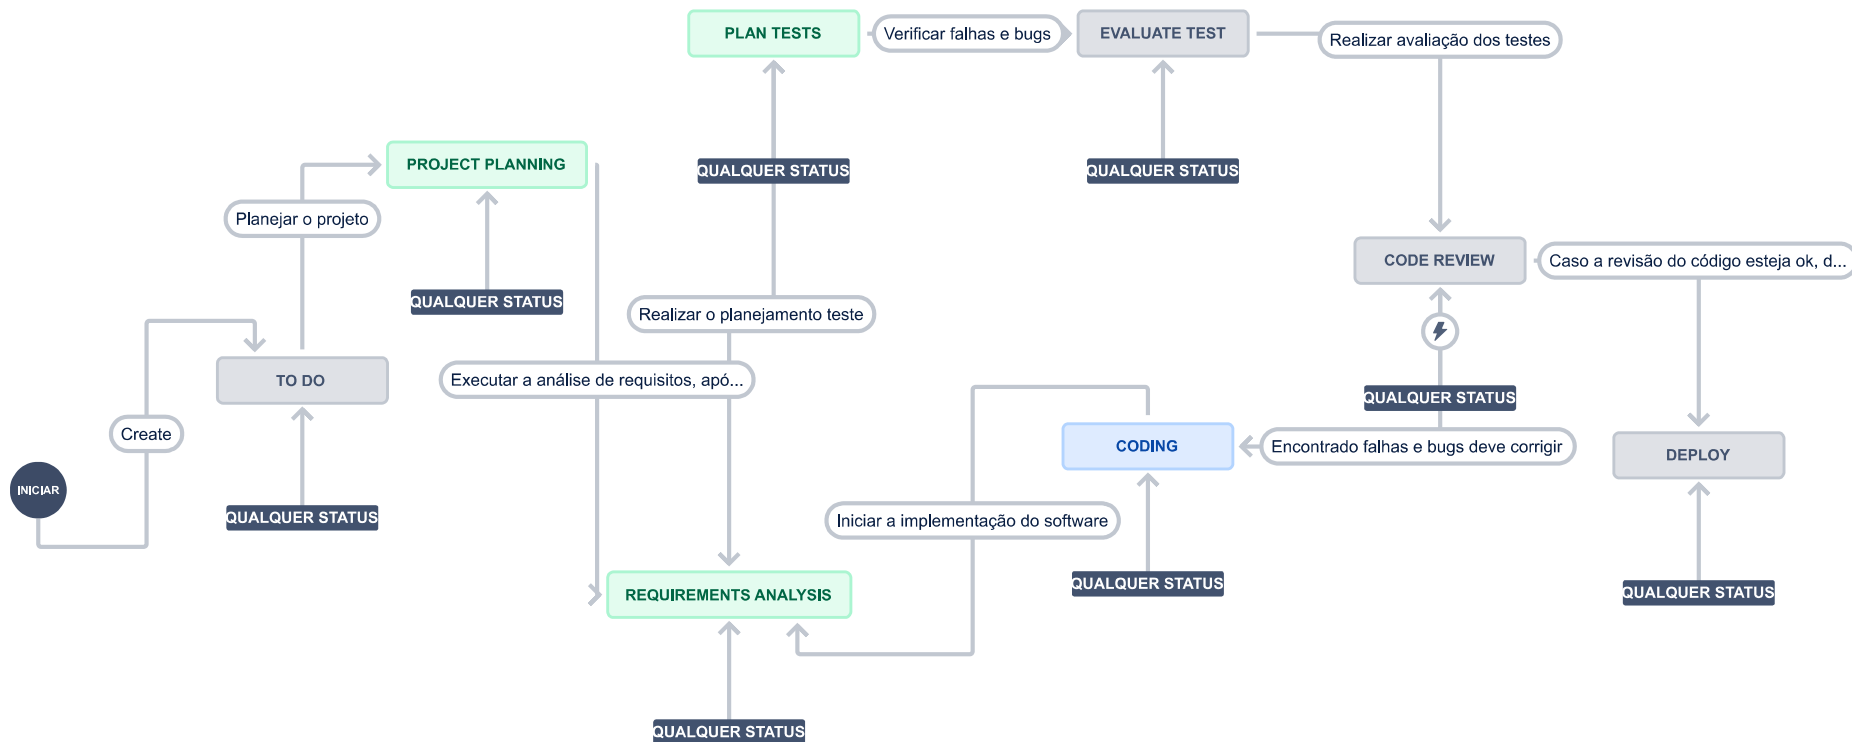 PLAN TESTS
Verificar falhas e bugs
EVALUATE TEST
Realizar avaliação dos testes
QUALQUER STATUS
QUALQUER STATUS
PROJECT PLANNING
Planejar o projeto
QUALQUER STATUS
CODE REVIEW
Caso a revisão do código esteja ok, d...
Realizar o planejamento teste
TO DO
Executar a análise de requisitos, apó...
QUALQUER STATUS
Create
CODING
Encontrado falhas e bugs deve corrigir
DEPLOY
INICIAR
QUALQUER STATUS
Iniciar a implementação do software
QUALQUER STATUS
QUALQUER STATUS
REQUIREMENTS ANALYSIS
QUALQUER STATUS